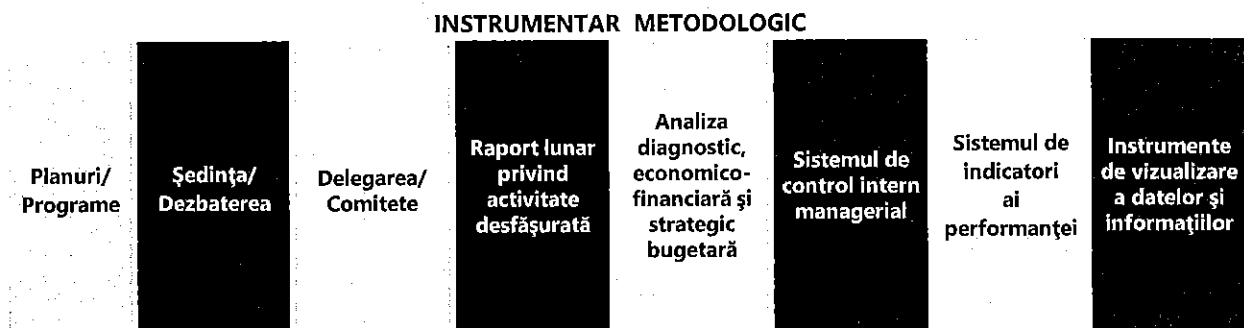 INSTRUMENTAR METODOLOGIC
Planuri/
Programe
Şedinţa/
Dezbaterea
Delegarea/
Comitete
Raport lunar
privind
activitate
desfăşurată
Analiza
diagnostic,
economico-
financiară şi
strategic
bugetară
Sistemul de
control intern
managerial
Sistemul de
indicatori
ai
performanţei
Instrumente
de vizualizare
a datelor şi
informaţiilor